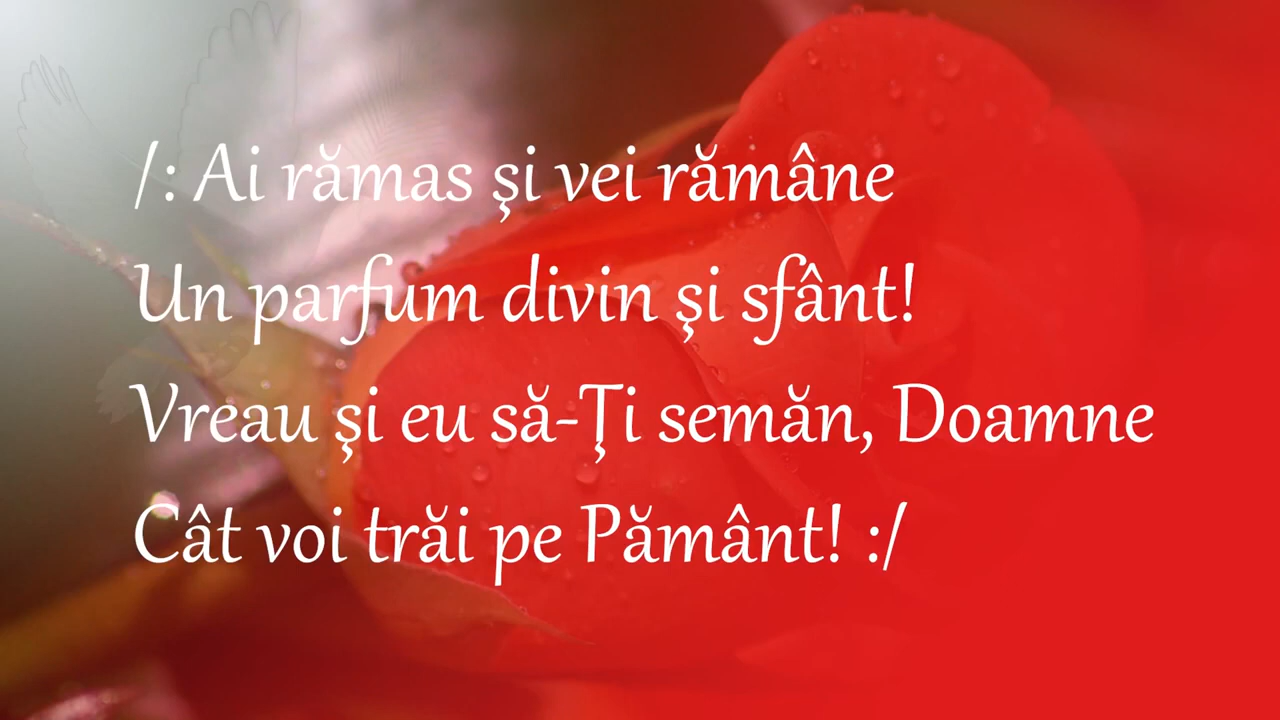 /: Ai rămas şi vei rămâne
Un parfum divin şi sfânt!
Vreau şi eu să-Ţi semăn, Doamne
Cât voi trăi pe Pământ! :/